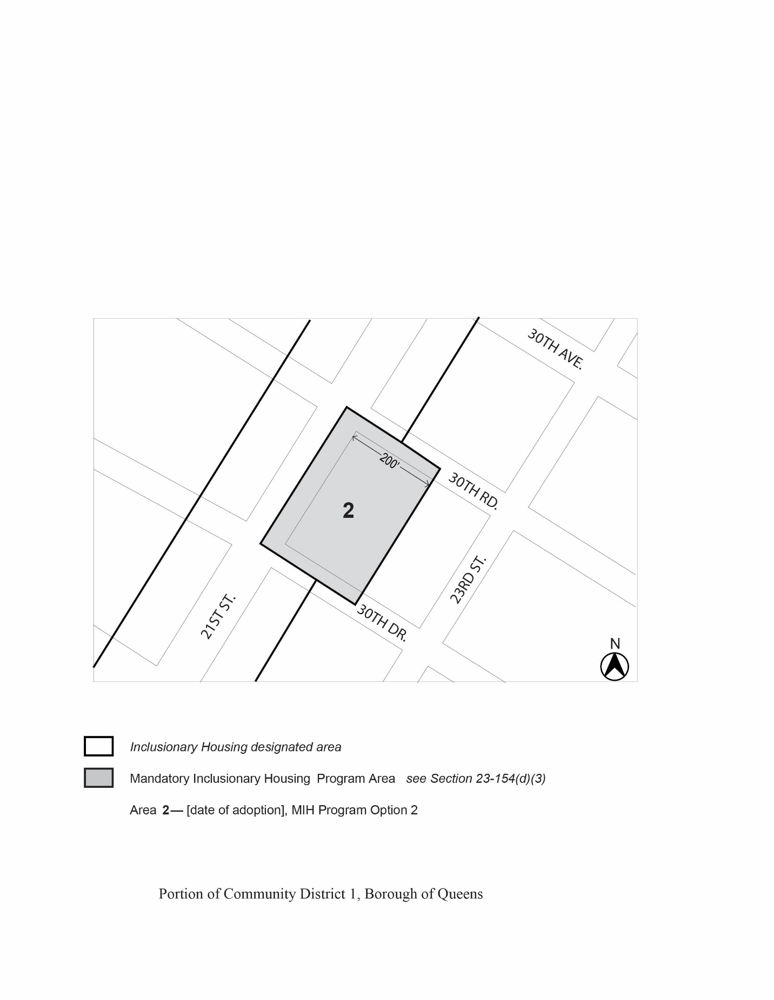 30TH AVE.
200'
30TH RD.
2
23RD ST.
21ST ST.
30TH DR.
N
Inclusionary Housing designated area
Mandatory Inclusionary Housing Program Area see Section 23-154(d)(3)
Area 2— [date of adoption], MIH Program Option 2
Portion of Community District 1, Borough of Queens